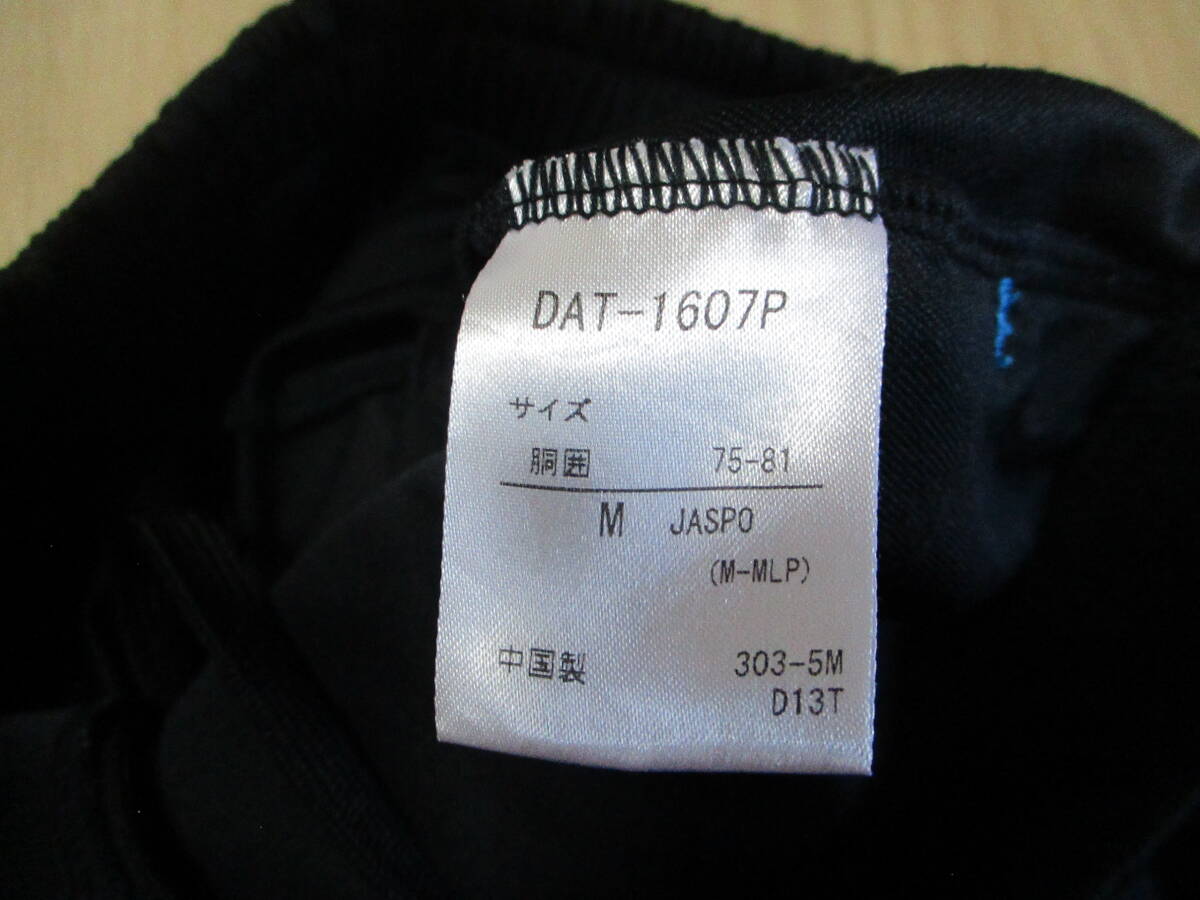 DAT-1607P
サイズ
胴囲 75-81
M JASPO
(M-MLP)
中国製 303-5M
D13T